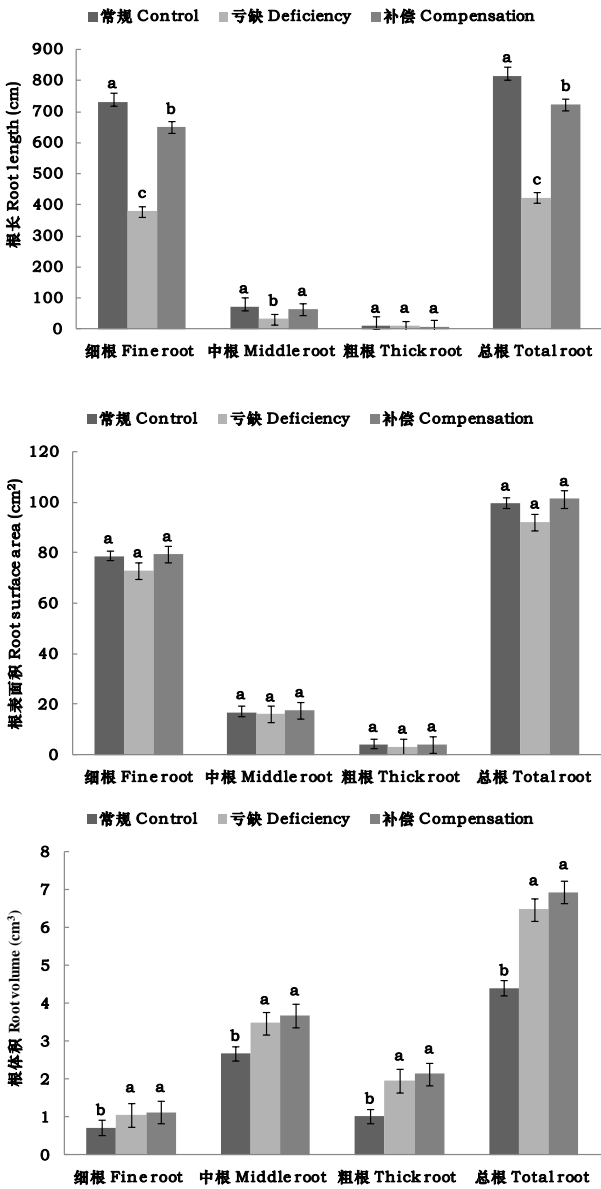 ■常规 Control ■亏缺 Deficiency ■补偿 Compensation
根长 Root length (cm)
900
800
700
600
500
400
300
200
100
0
a
c
b
a
b
a
a
a
a
a
c
b
细根 Fine root
中根 Middle root
粗根 Thick root
总根 Total root
■常规 Control ■亏缺 Deficiency ■补偿 Compensation
根表面积 Root surface area (cm²)
120
100
80
60
40
20
0
a
a
a
a
a
a
a
a
a
a
a
a
细根 Fine root
中根 Middle root
粗根 Thick root
总根 Total root
■常规 Control ■亏缺 Deficiency ■补偿 Compensation
根体积 Root volume (cm³)
8
7
6
5
4
3
2
1
0
b
a
a
b
a
a
b
a
a
b
a
a
细根 Fine root
中根 Middle root
粗根 Thick root
总根 Total root